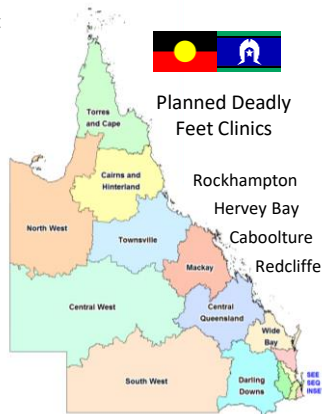 Planned Deadly
Feet Clinics
Torres
and Cape
Cairns and
Hinterland
Rockhampton
Hervey Bay
Caboolture
Redcliffe
North West
Townsville
Mackay
Central West
Central
Queensland
Wide
Bay
South West
Darling
Downs
SEE
SEQ
INSE